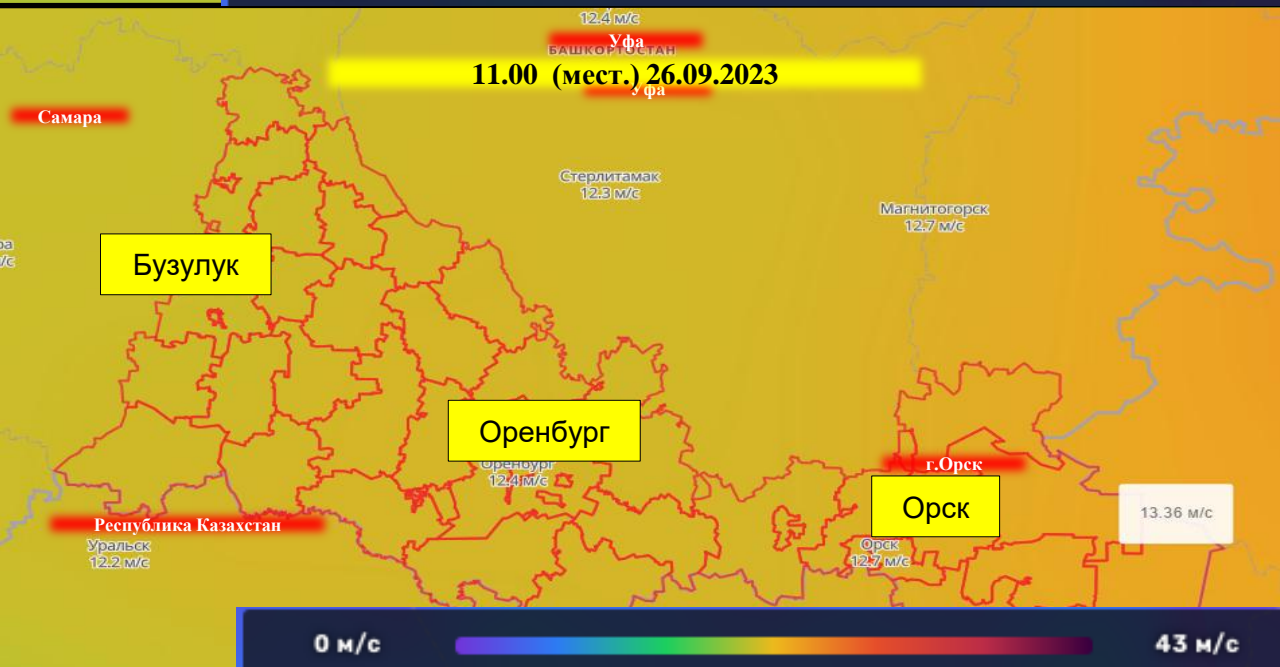 12.4 м/с
Уфа
БАШКОРТОСТАН
11.00 (мест.) 26.09.2023
Уфа
Самара
Стерлитамак
12.3 м/с
Магнитогорск
12.7 м/с
ра
/с
Бузулук
Оренбург
Оренбург
12.4 м/с
г.Орск
Орск
13.36 м/с
Республика Казахстан
Уральск
12.2 м/с
Орск
12.7 м/с
0 м/с
43 м/с